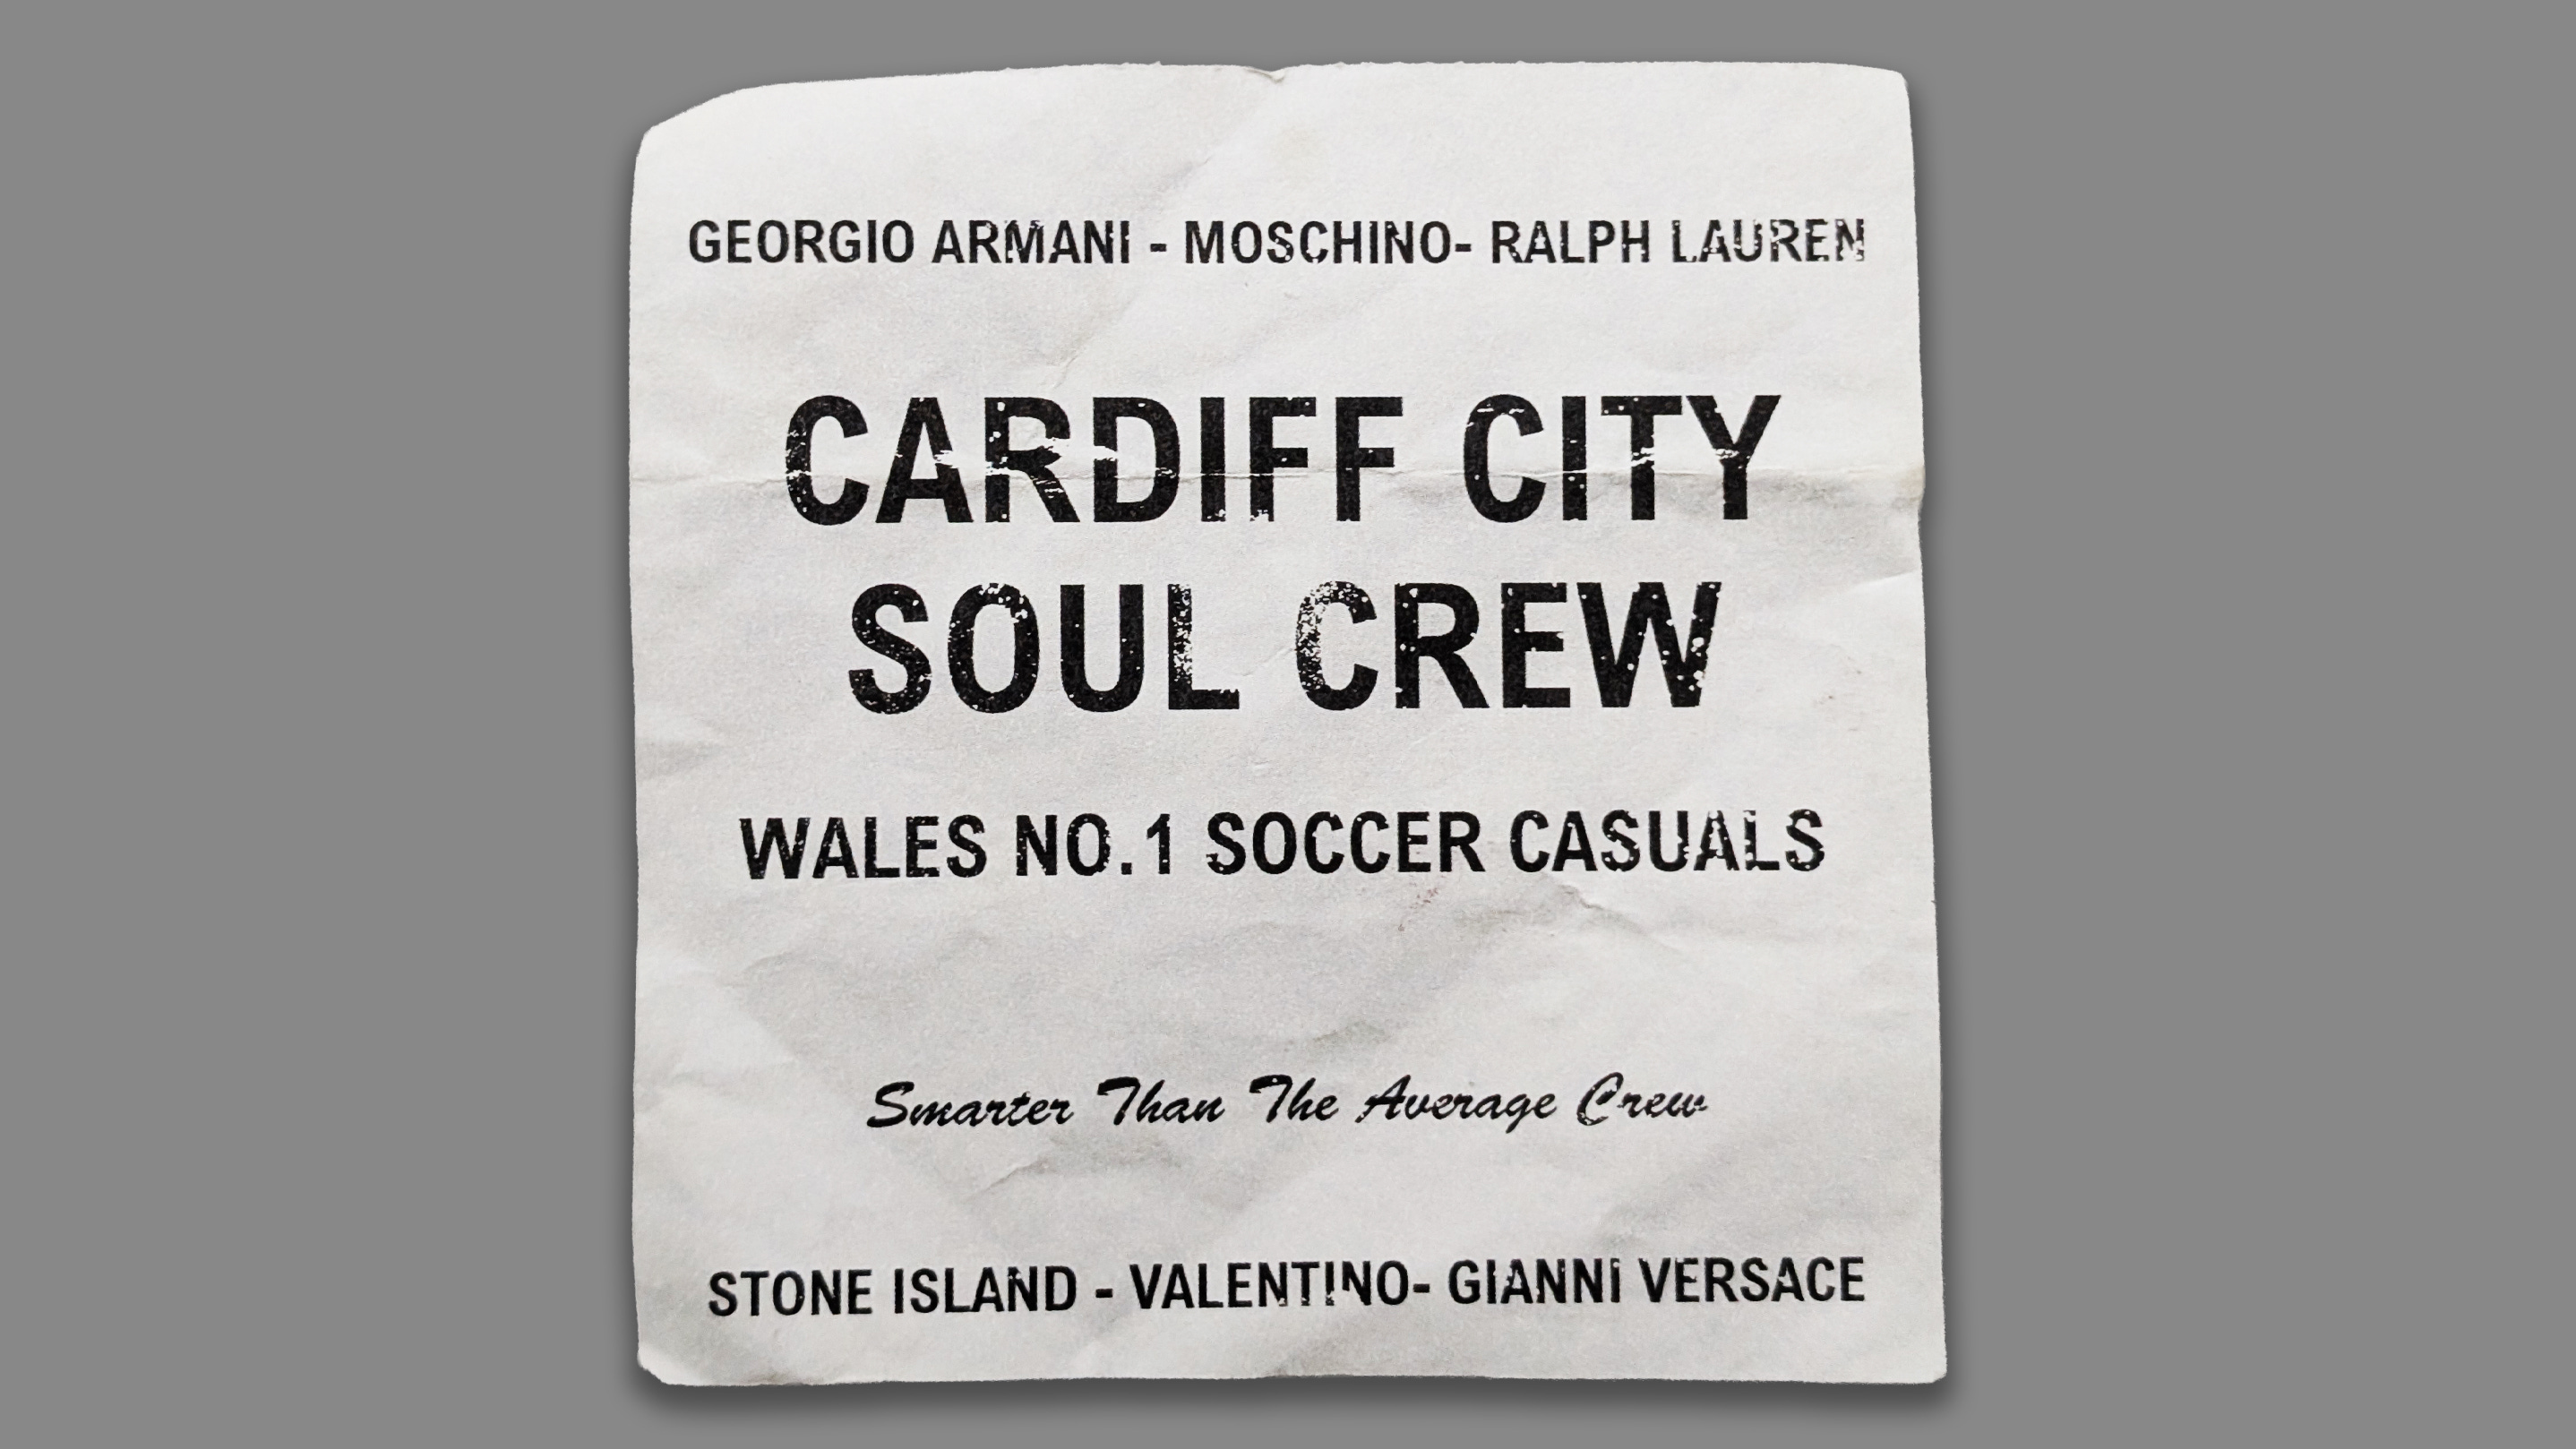 GEORGIO ARMANI - MOSCHINO- RALPH LAUREN
CARDIFF CITY
SOUL CREW
WALES NO.1 SOCCER CASUALS
Smarter Than The Average Crew
STONE ISLAND - VALENTINO- GIANNI VERSACE